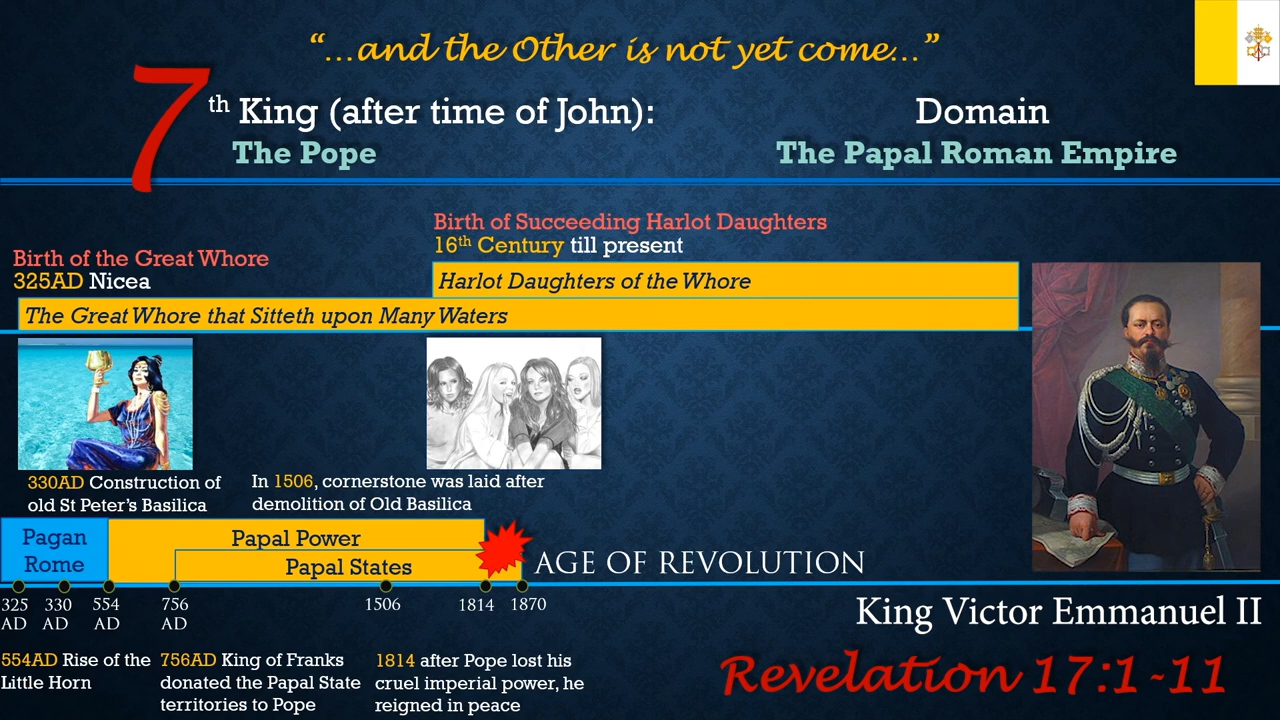 “...and the Other is not yet come...”
7th King (after time of John):
The Pope
Domain
The Papal Roman Empire
Birth of Succeeding Harlot Daughters
16th Century till present
Birth of the Great Whore
325AD Nicea
Harlot Daughters of the Whore
The Great Whore that Sitteth upon Many Waters
330AD Construction of
old St Peter’s Basilica
In 1506, cornerstone was laid after
demolition of Old Basilica
Pagan
Rome
Papal Power
Papal States
AGE OF REVOLUTION
325
AD
330
AD
554
AD
756
AD
1506
1814
1870
King Victor Emmanuel II
554AD Rise of the
Little Horn
756AD King of Franks
donated the Papal State
territories to Pope
1814 after Pope lost his
cruel imperial power, he
reigned in peace
Revelation 17:1-11